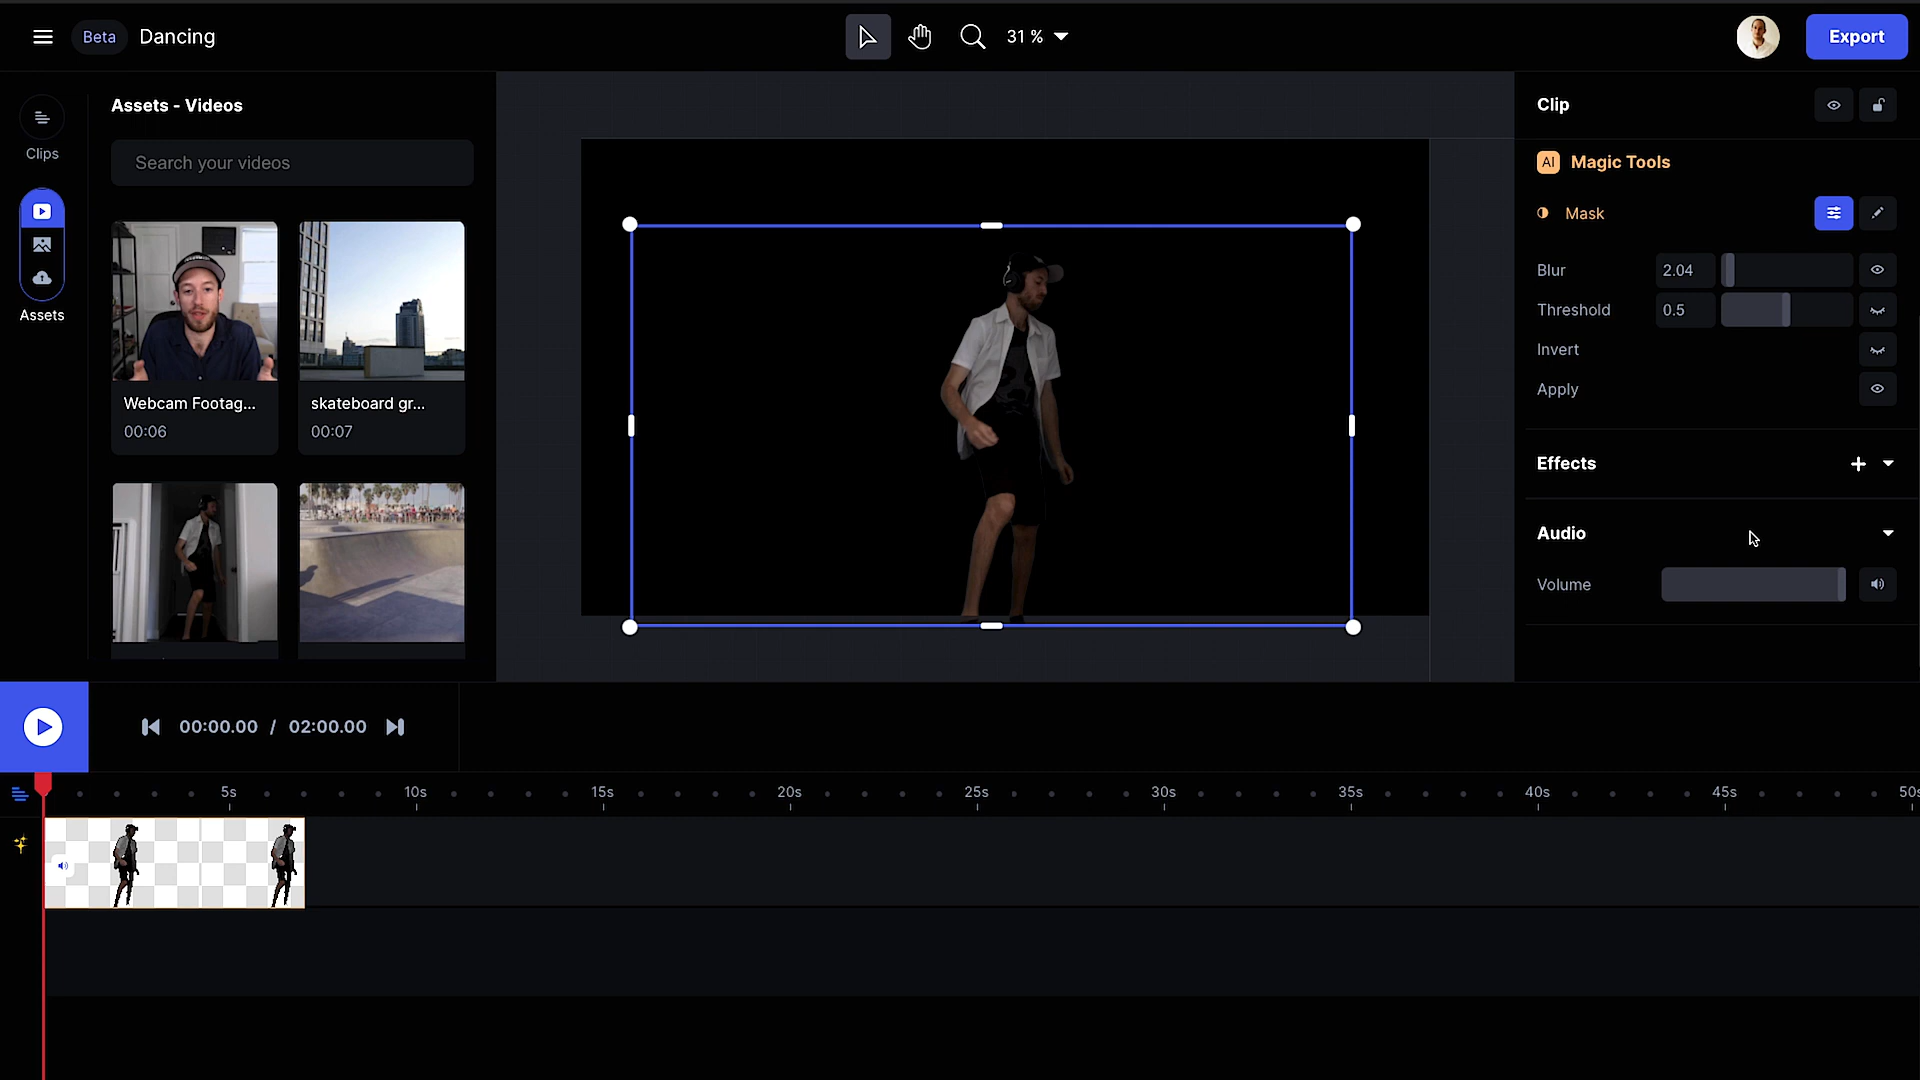 Beta Dancing
31 %
Export
Clips
Assets
Assets - Videos
Search your videos
Webcam Footag...
00:06
skateboard gr...
00:07
Clip
AI Magic Tools
Mask
Blur 2.04
Threshold 0.5
Invert
Apply
Effects
Audio
Volume
00:00.00 / 02:00.00
5s 10s 15s 20s 25s 30s 35s 40s 45s 50s